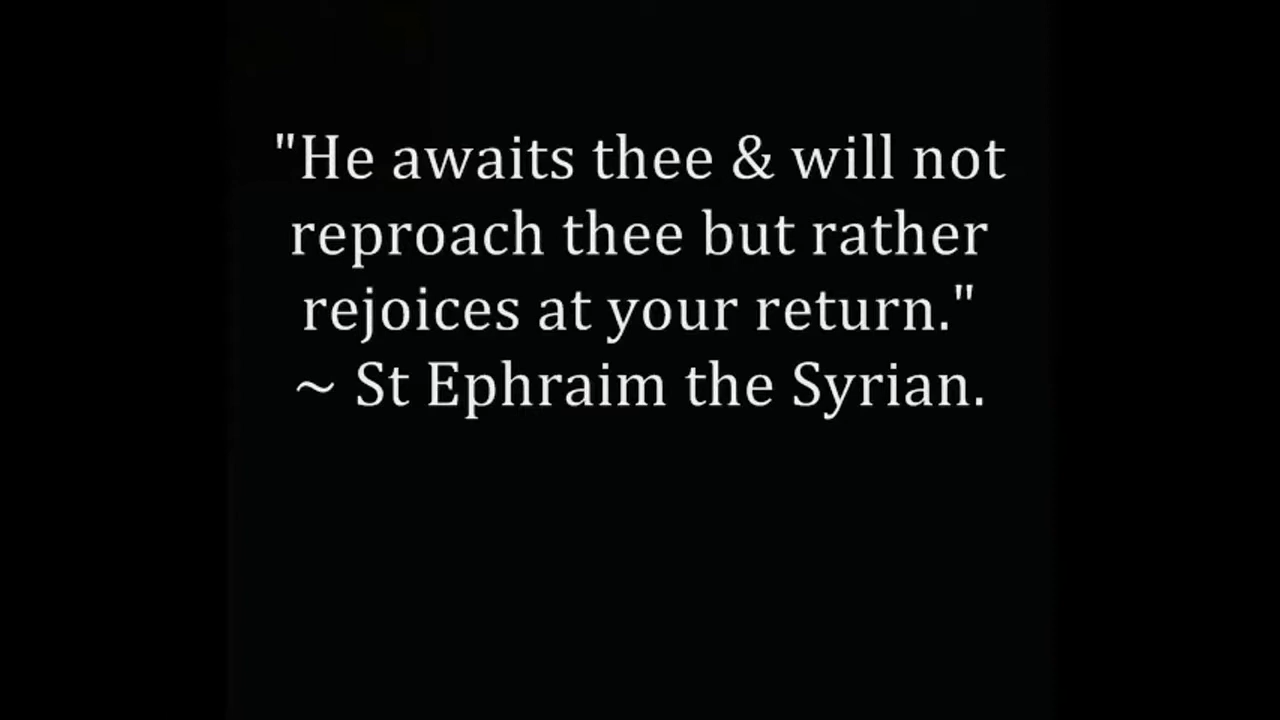 "He awaits thee & will not
reproach thee but rather
rejoices at your return."
~ St Ephraim the Syrian.